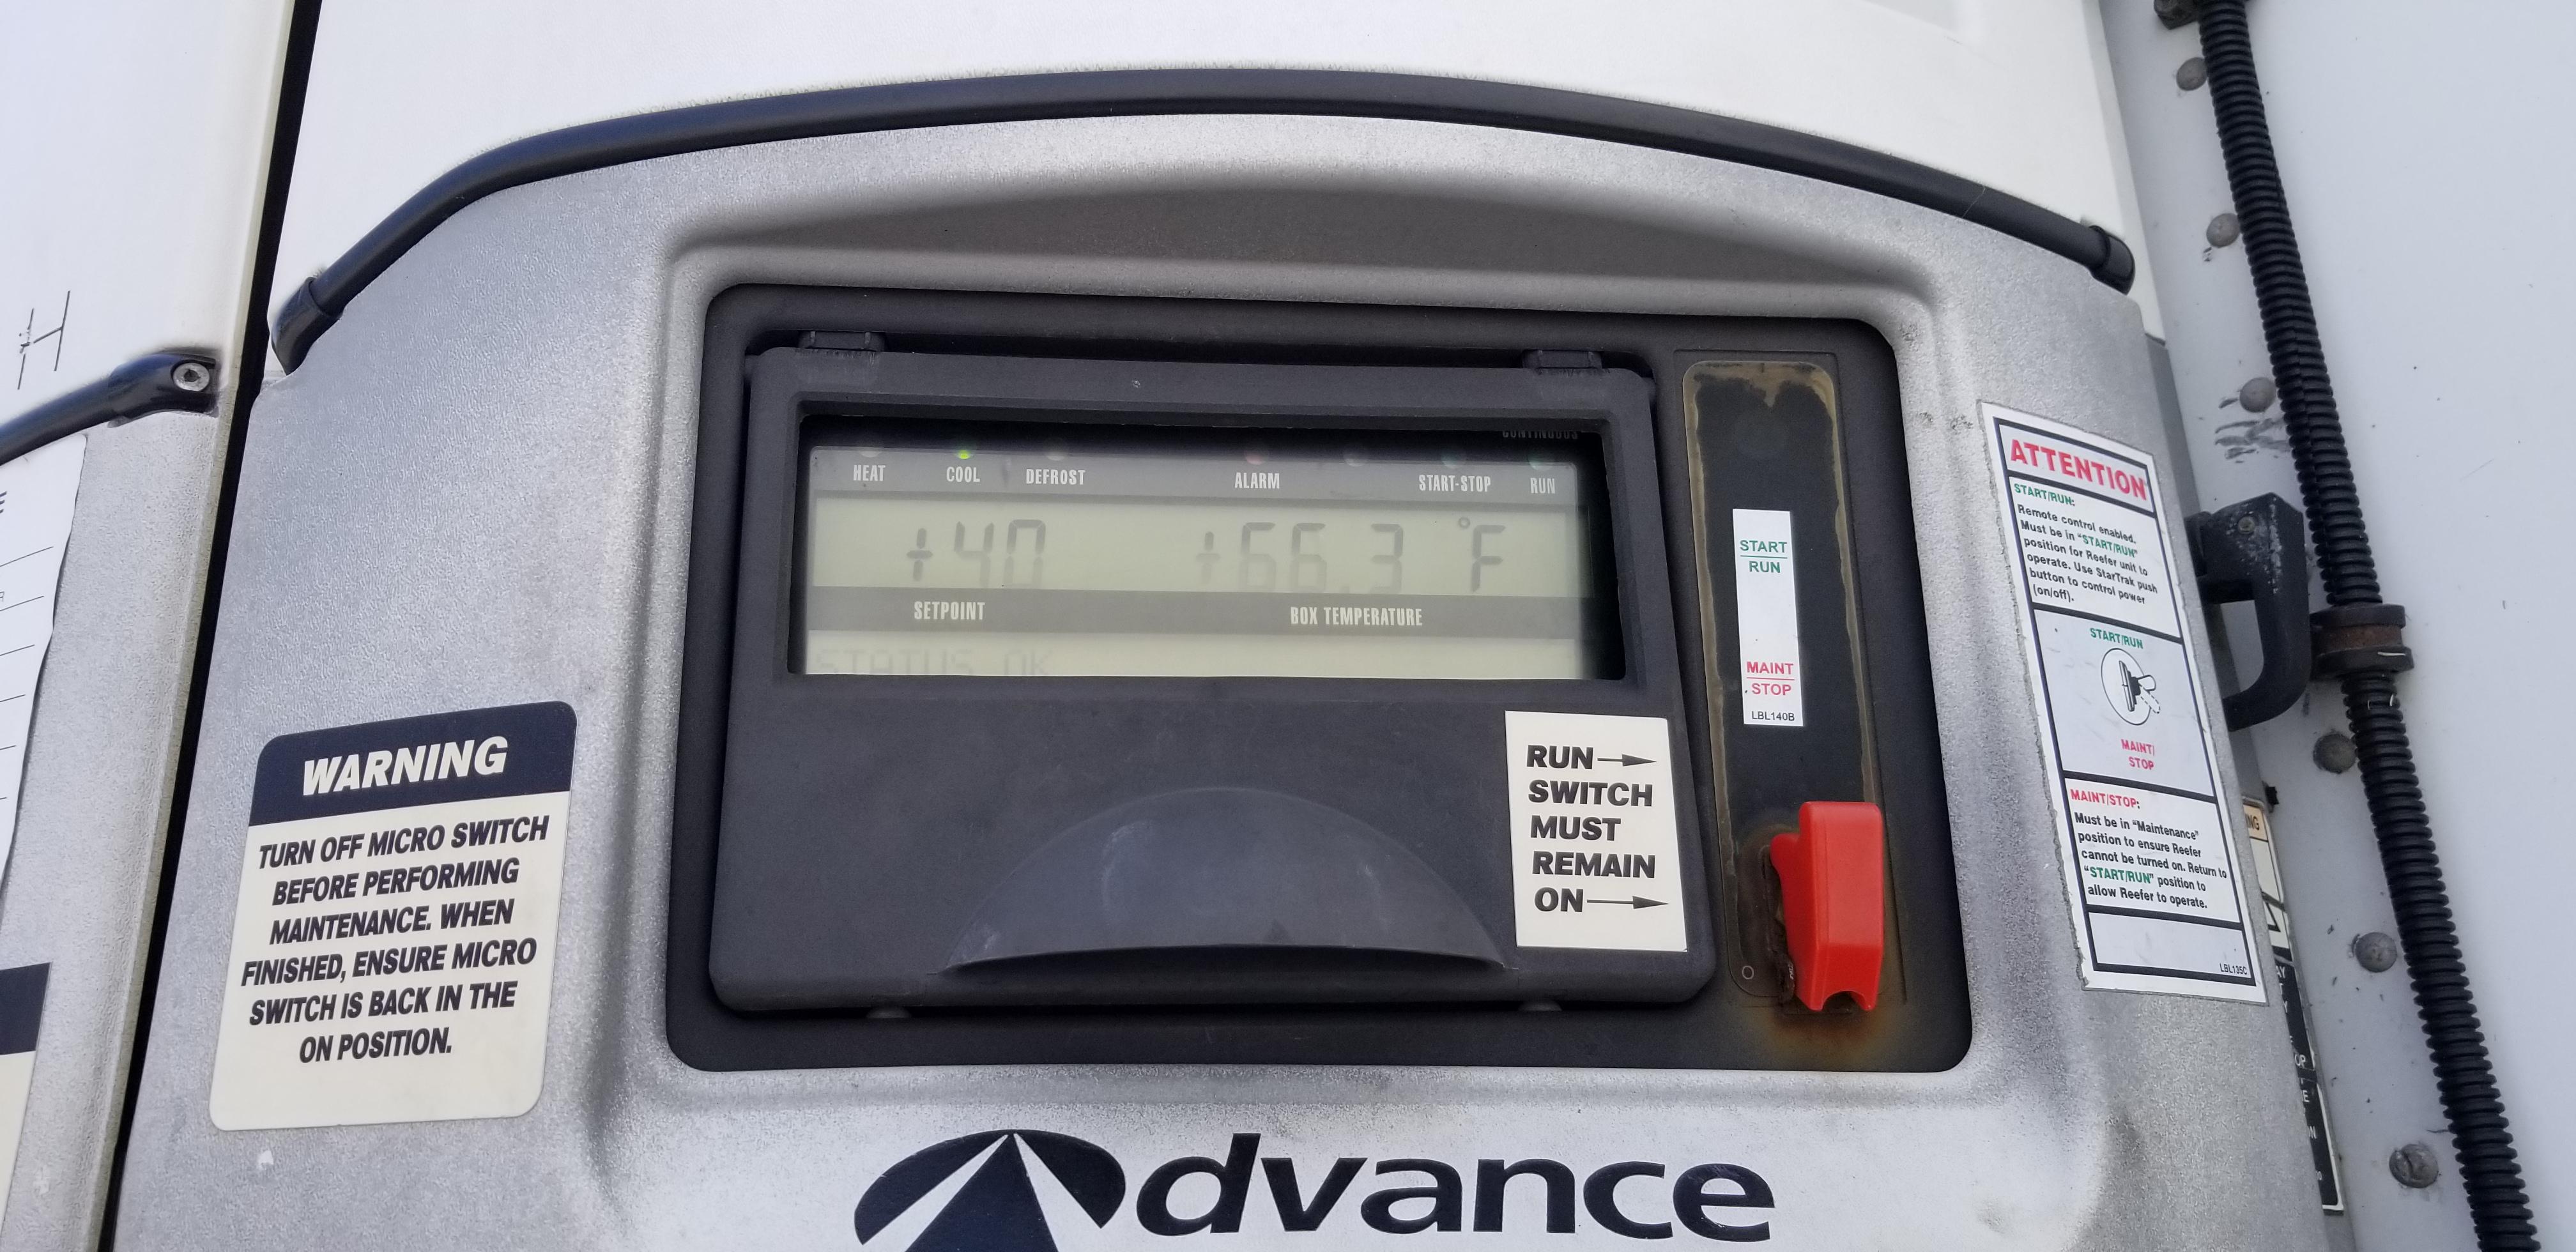 CONTINUOUS
HEAT COOL DEFROST ALARM START-STOP RUN
+40 +66.3 °F
SETPOINT BOX TEMPERATURE
STATUS OK
START
RUN
MAINT
STOP
LBL140B
RUN
SWITCH
MUST
REMAIN
ON
O
WARNING
TURN OFF MICRO SWITCH
BEFORE PERFORMING
MAINTENANCE. WHEN
FINISHED, ENSURE MICRO
SWITCH IS BACK IN THE
ON POSITION.
ATTENTION
START/RUN:
Remote control enabled.
Must be in "START/RUN"
position for Reefer unit to
operate. Use StarTrak push
button to control power
(on/off).
START/RUN
MAINT/
STOP
MAINT/STOP:
Must be in "Maintenance"
position to ensure Reefer
cannot be turned on. Return to
"START/RUN" position to
allow Reefer to operate.
LBL135C
Advance